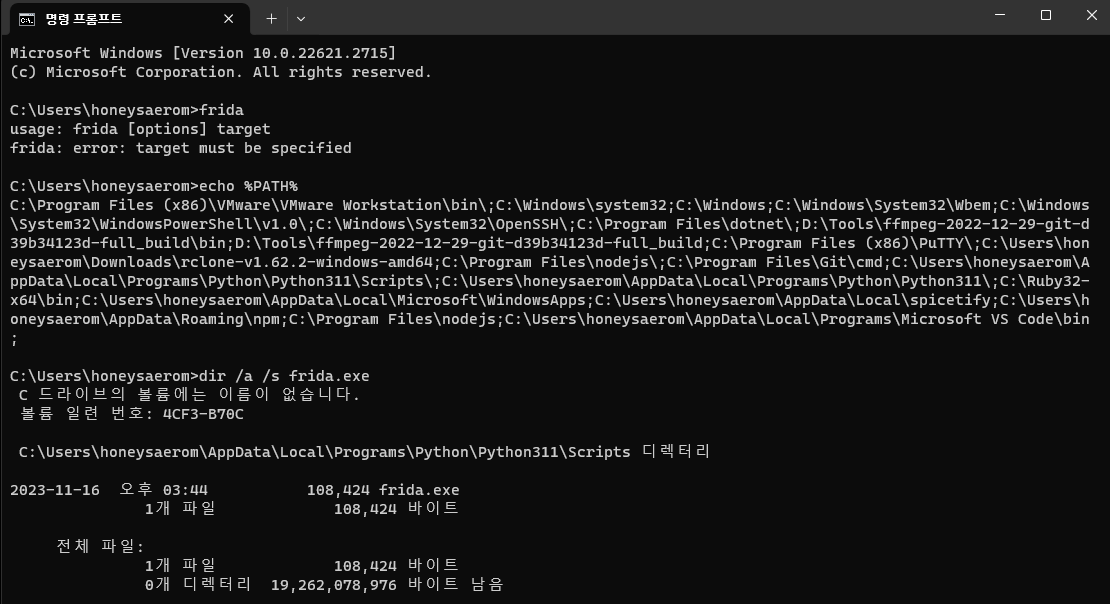 명령 프롬프트
Microsoft Windows [Version 10.0.22621.2715]
(c) Microsoft Corporation. All rights reserved.
C:\Users\honeysaerom>frida
usage: frida [options] target
frida: error: target must be specified
C:\Users\honeysaerom>echo %PATH%
C:\Program Files (x86)\VMware\VMware Workstation\bin\;C:\Windows\system32;C:\Windows;C:\Windows\System32\Wbem;C:\Windows
\System32\WindowsPowerShell\v1.0\;C:\Windows\System32\OpenSSH\;C:\Program Files\dotnet\;D:\Tools\ffmpeg-2022-12-29-git-d
39b34123d-full_build\bin;D:\Tools\ffmpeg-2022-12-29-git-d39b34123d-full_build;C:\Program Files (x86)\PuTTY\;C:\Users\hon
eysaerom\Downloads\rclone-v1.62.2-windows-amd64;C:\Program Files\nodejs\;C:\Program Files\Git\cmd;C:\Users\honeysaerom\A
ppData\Local\Programs\Python\Python311\Scripts\;C:\Users\honeysaerom\AppData\Local\Programs\Python\Python311\;C:\Ruby32-
x64\bin;C:\Users\honeysaerom\AppData\Local\Microsoft\WindowsApps;C:\Users\honeysaerom\AppData\Local\spicetify;C:\Users\h
oneysaerom\AppData\Roaming\npm;C:\Program Files\nodejs;C:\Users\honeysaerom\AppData\Local\Programs\Microsoft VS Code\bin
;
C:\Users\honeysaerom>dir /a /s frida.exe
C 드라이브의 볼륨에는 이름이 없습니다.
볼륨 일련 번호: 4CF3-B70C
C:\Users\honeysaerom\AppData\Local\Programs\Python\Python311\Scripts 디렉터리
2023-11-16 오후 03:44 108,424 frida.exe
1개 파일 108,424 바이트
전체 파일:
1개 파일 108,424 바이트
0개 디렉터리 19,262,078,976 바이트 남음